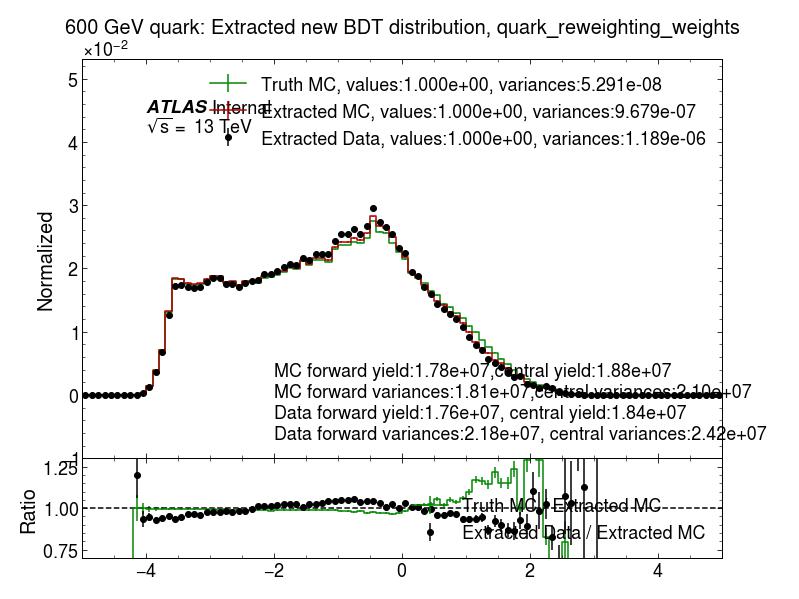 600 GeV quark: Extracted new BDT distribution, quark_reweighting_weights
×10⁻²
Truth MC, values:1.000e+00, variances:5.291e-08
ATLAS Internal
Extracted MC, values:1.000e+00, variances:9.679e-07
√s = 13 TeV
Extracted Data, values:1.000e+00, variances:1.189e-06
Normalized
5
4
3
2
1
0
MC forward yield:1.78e+07,central yield:1.88e+07
MC forward variances:1.81e+07,central variances:2.10e+07
Data forward yield:1.76e+07, central yield:1.84e+07
Data forward variances:2.18e+07, central variances:2.42e+07
Ratio
1.25
1.00
0.75
Truth MC / Extracted MC
Extracted Data / Extracted MC
−4 −2 0 2 4